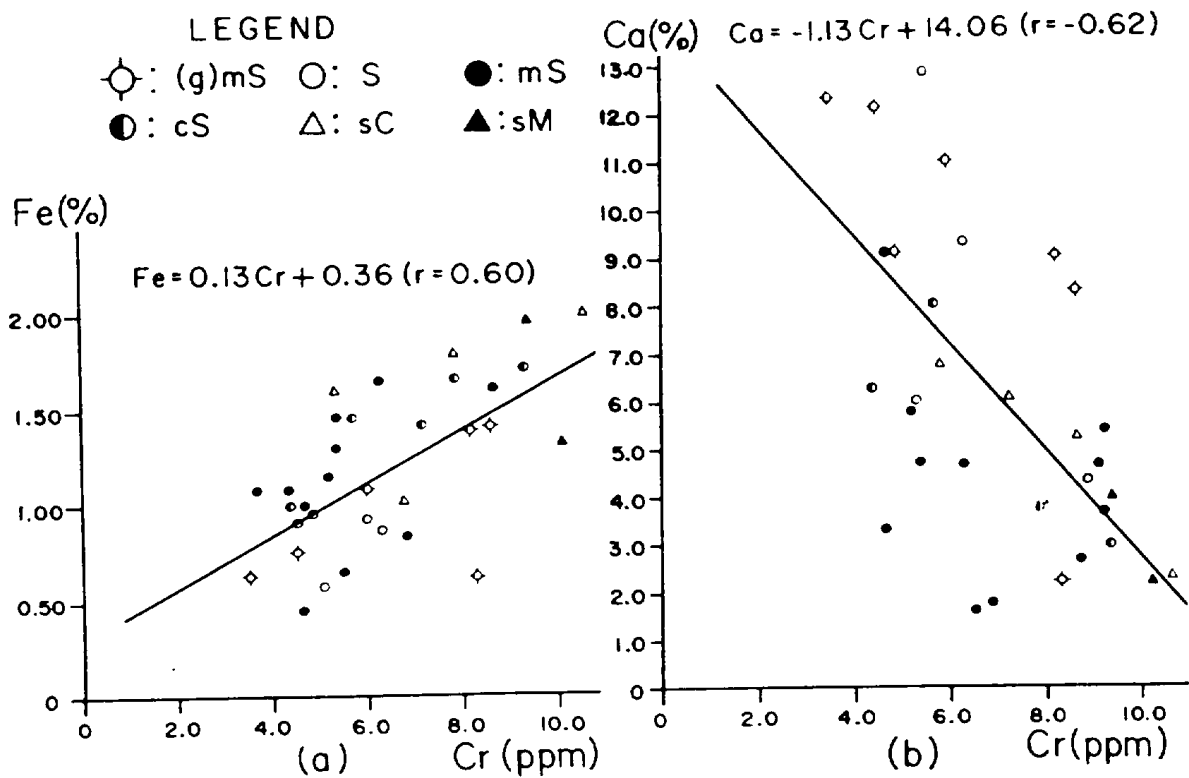 LEGEND
: (g)mS : S : mS
: cS : sC : sM
Fe(%)
Fe = 0.13 Cr + 0.36 (r = 0.60)
2.00
1.50
1.00
0.50
0
0 2.0 4.0 6.0 8.0 10.0
(a) Cr (ppm)
Ca(%) Ca = -1.13 Cr + 14.06 (r = -0.62)
13.0
12.0
11.0
10.0
9.0
8.0
7.0
6.0
5.0
4.0
3.0
2.0
1.0
0
0 2.0 4.0 6.0 8.0 10.0
(b) Cr(ppm)